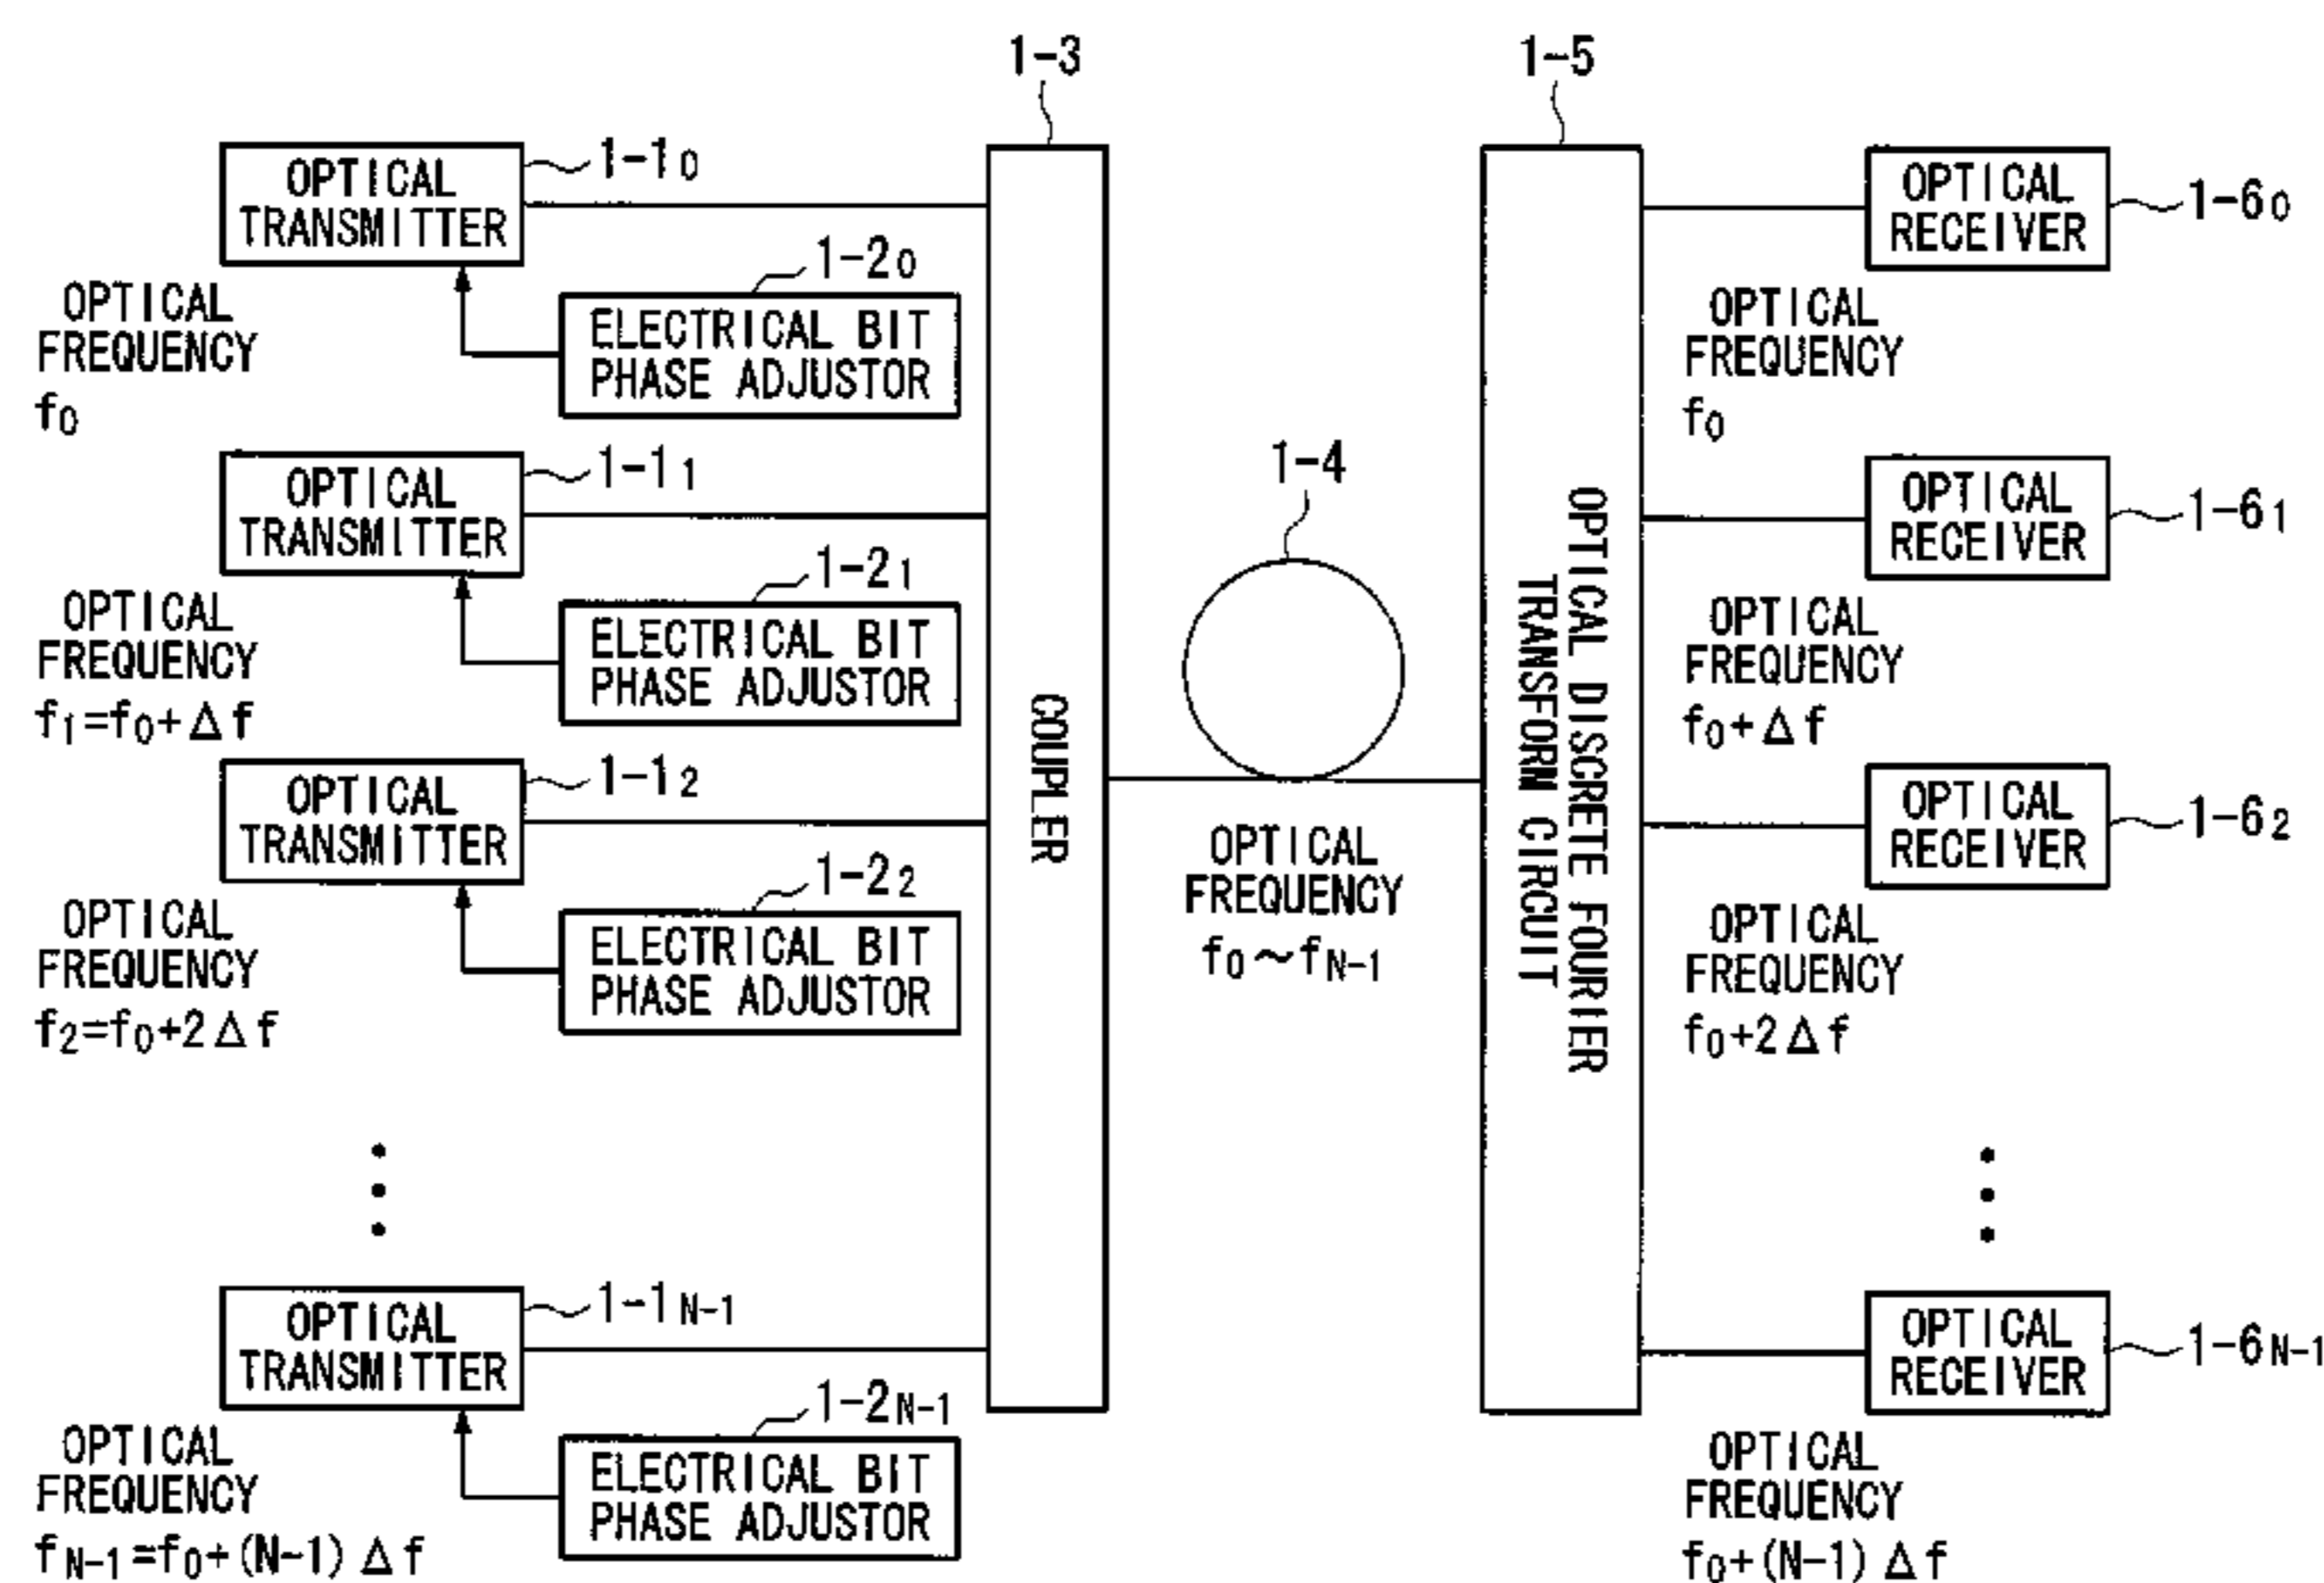 1-3
1-5
OPTICAL
TRANSMITTER
1-1₀
OPTICAL
FREQUENCY
f₀
1-2₀
ELECTRICAL BIT
PHASE ADJUSTOR
OPTICAL
TRANSMITTER
1-1₁
OPTICAL
FREQUENCY
f₁=f₀+Δf
1-2₁
ELECTRICAL BIT
PHASE ADJUSTOR
OPTICAL
TRANSMITTER
1-1₂
OPTICAL
FREQUENCY
f₂=f₀+2Δf
1-2₂
ELECTRICAL BIT
PHASE ADJUSTOR
OPTICAL
TRANSMITTER
1-1N-1
OPTICAL
FREQUENCY
fN-1=f₀+(N-1)Δf
1-2N-1
ELECTRICAL BIT
PHASE ADJUSTOR
COUPLER
1-4
OPTICAL
FREQUENCY
f₀~fN-1
OPTICAL DISCRETE FOURIER
TRANSFORM CIRCUIT
OPTICAL
RECEIVER
1-6₀
OPTICAL
FREQUENCY
f₀
OPTICAL
RECEIVER
1-6₁
OPTICAL
FREQUENCY
f₀+Δf
OPTICAL
RECEIVER
1-6₂
OPTICAL
FREQUENCY
f₀+2Δf
OPTICAL
RECEIVER
1-6N-1
OPTICAL
FREQUENCY
f₀+(N-1)Δf